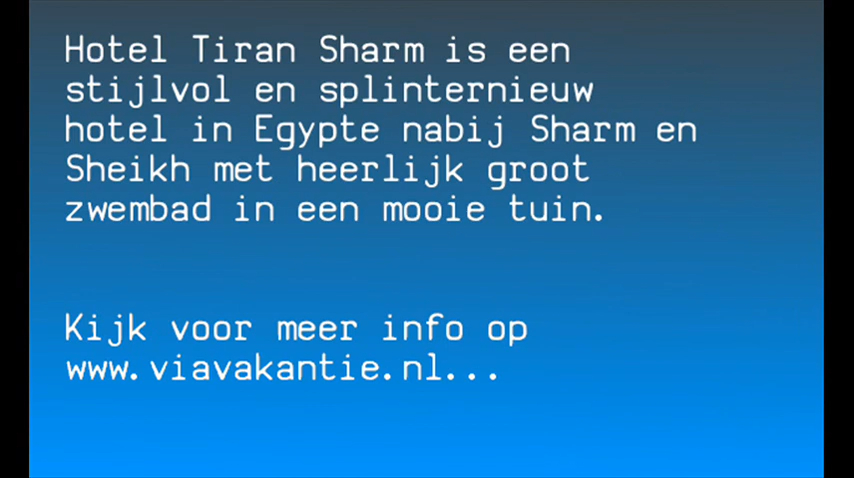 Hotel Tiran Sharm is een
stijlvol en splinternieuw
hotel in Egypte nabij Sharm en
Sheikh met heerlijk groot
zwembad in een mooie tuin.
Kijk voor meer info op
www.viavakantie.nl...